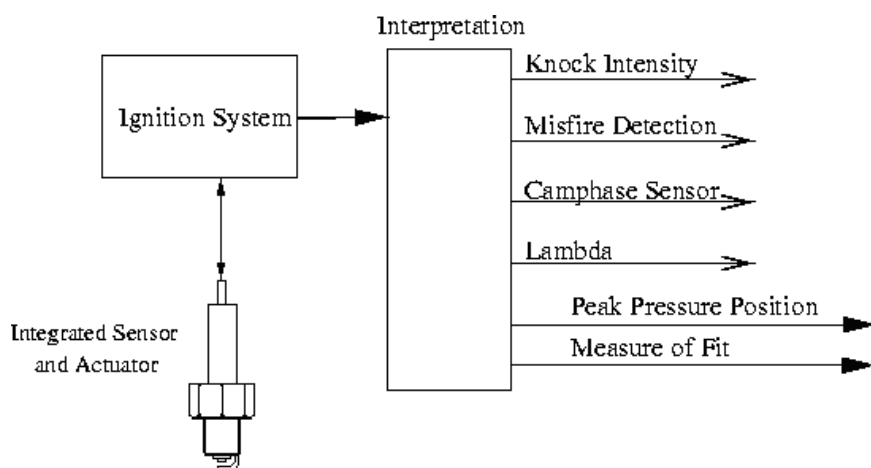 Interpretation
Ignition System
Knock Intensity
Misfire Detection
Camphase Sensor
Lambda
Peak Pressure Position
Measure of Fit
Integrated Sensor
and Actuator